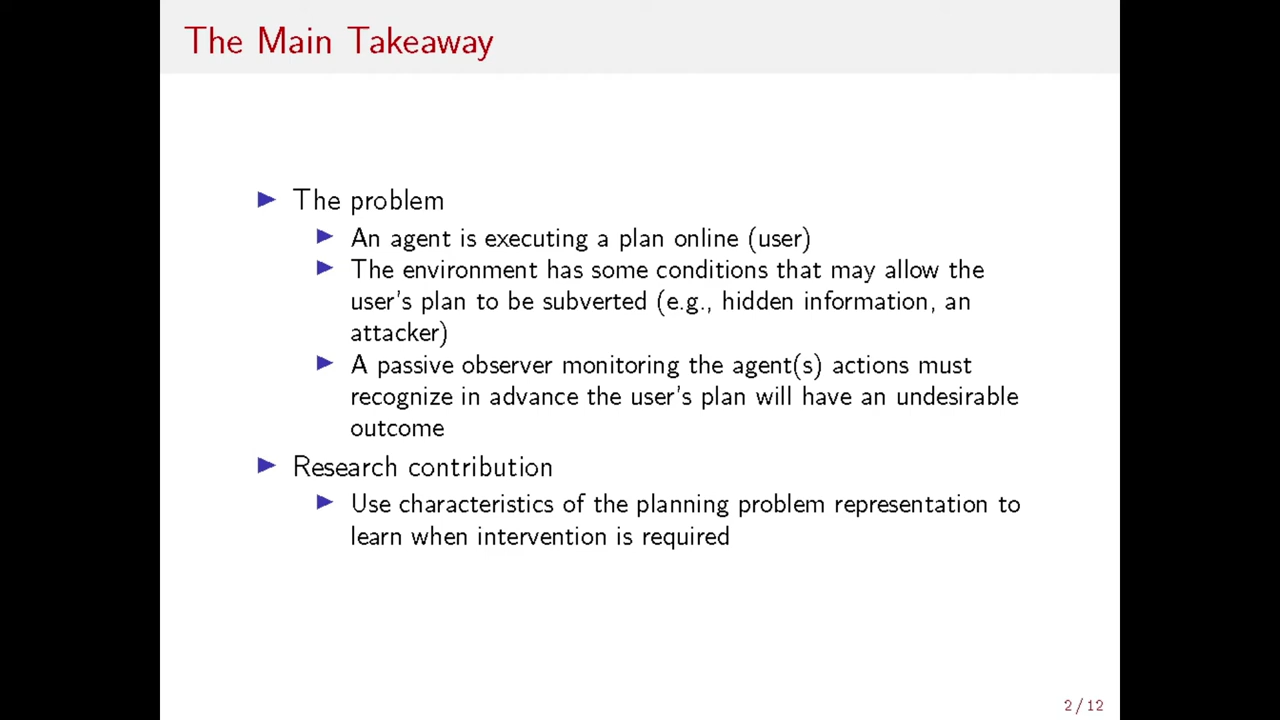 The Main Takeaway
The problem
An agent is executing a plan online (user)
The environment has some conditions that may allow the
user's plan to be subverted (e.g., hidden information, an
attacker)
A passive observer monitoring the agent(s) actions must
recognize in advance the user's plan will have an undesirable
outcome
Research contribution
Use characteristics of the planning problem representation to
learn when intervention is required
2 / 12